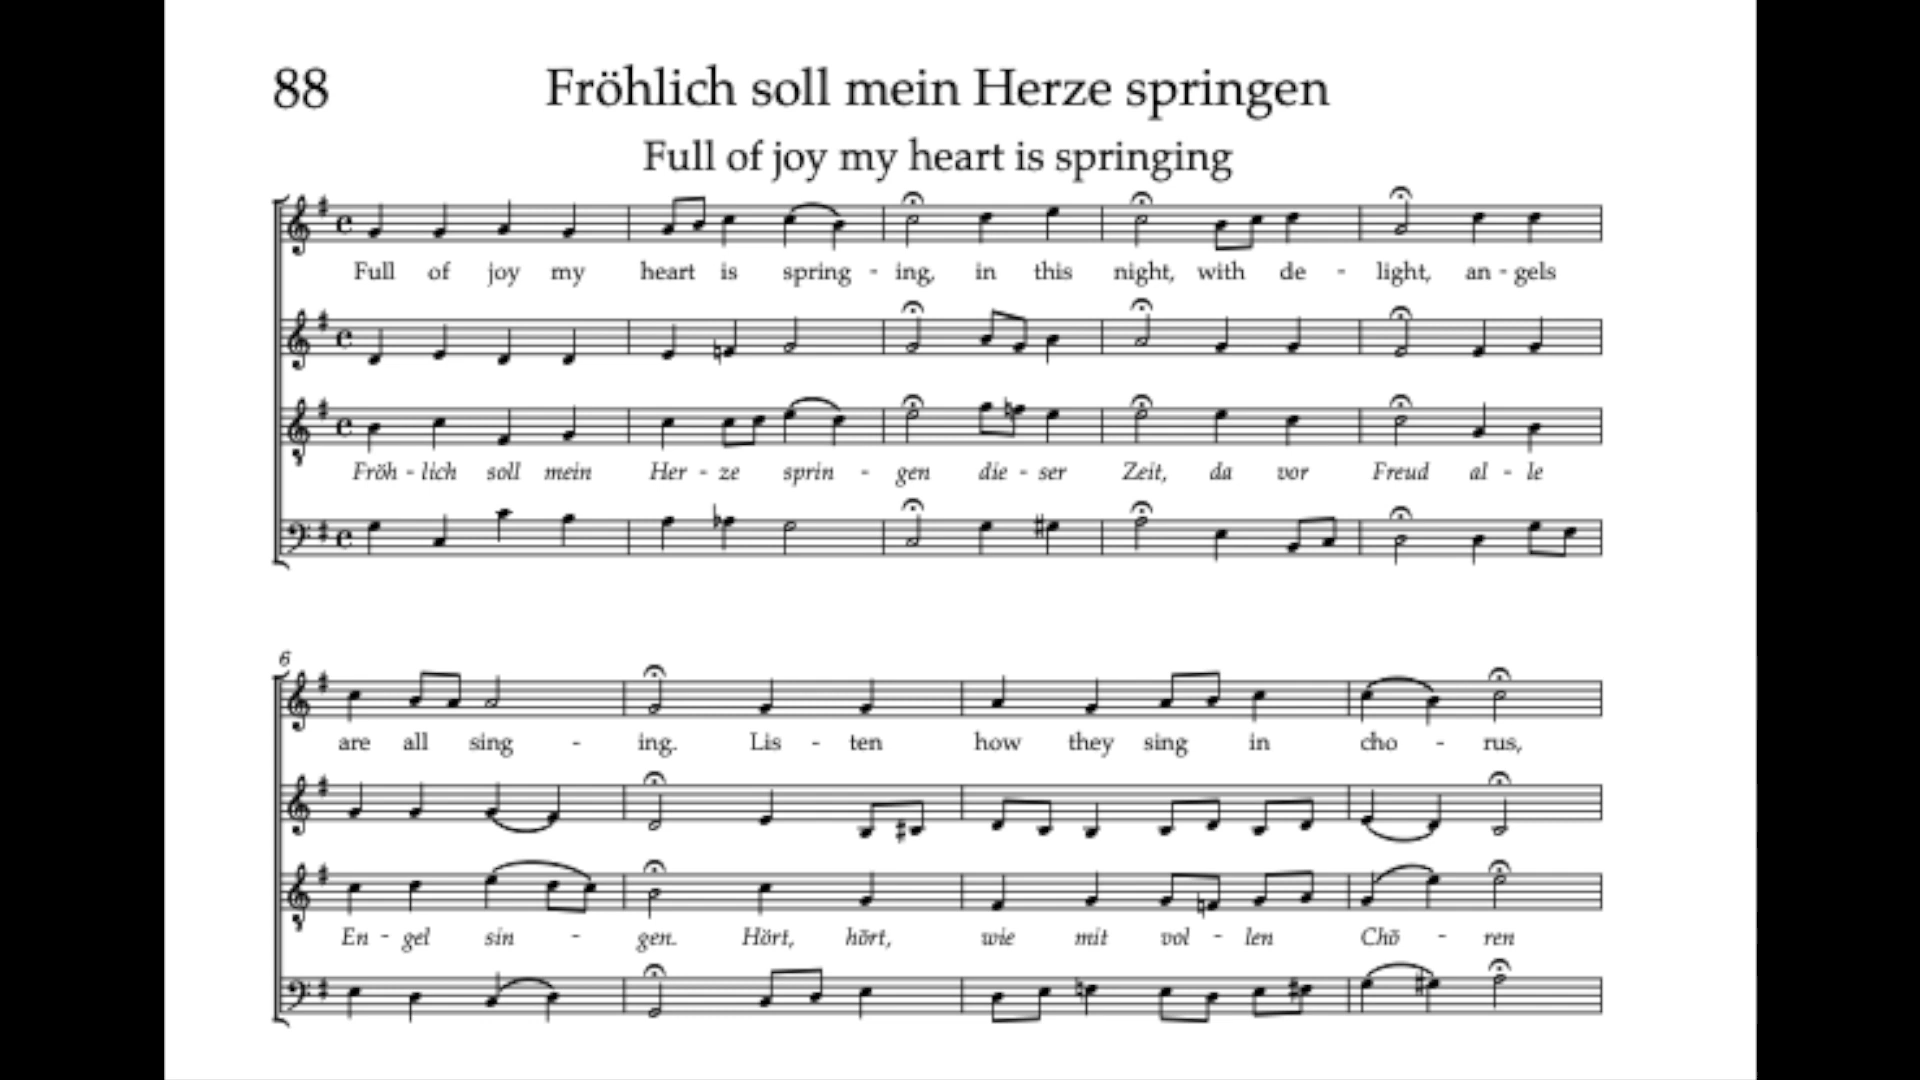 88
Fröhlich soll mein Herze springen
Full of joy my heart is springing
Full of joy my heart is spring - ing, in this night, with de - light, an - gels
Fröh - lich soll mein Her - ze sprin - gen die - ser Zeit, da vor Freud al - le
6
are all sing - ing. Lis - ten how they sing in cho - rus,
En - gel sin - gen. Hört, hört, wie mit vol - len Chö - ren